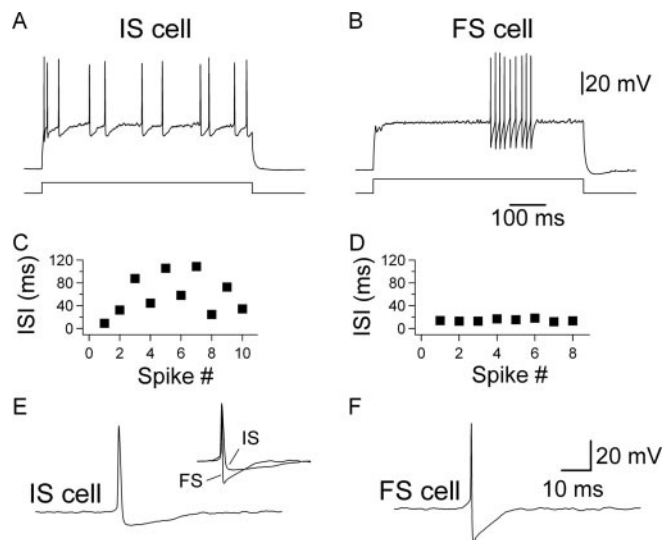 A
IS cell
B
FS cell
20 mV
100 ms
C
120
80
40
0
ISI (ms)
0 2 4 6 8 10
Spike #
D
120
80
40
0
ISI (ms)
0 2 4 6 8
Spike #
E
IS cell
IS
FS
F
FS cell
20 mV
10 ms